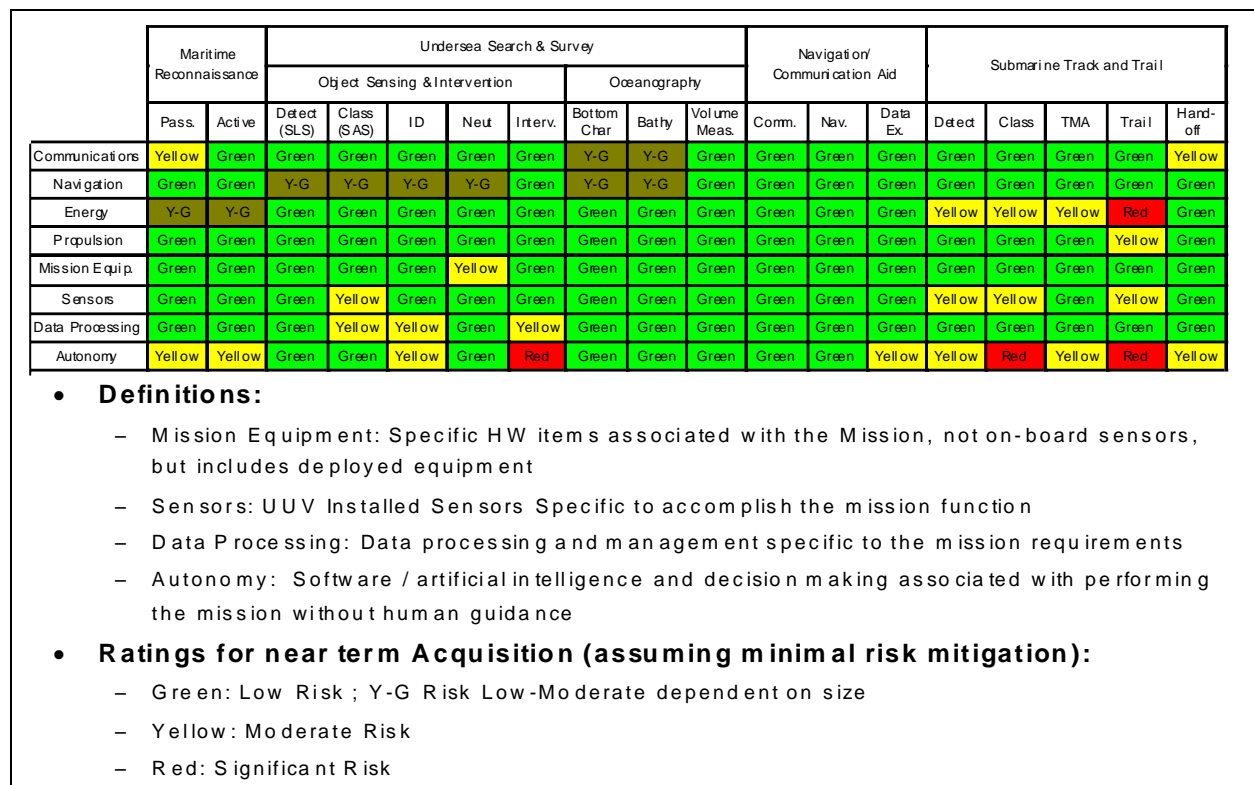 Maritime Reconnaissance Undersea Search & Survey Navigation/ Communication Aid Submarine Track and Trail
Object Sensing & Intervention Oceanography
Pass. Active Detect (SLS) Class (SAS) ID Neut Interv. Bottom Char Bathy Volume Meas. Comm. Nav. Data Ex. Detect Class TMA Trail Hand-off
Communications Yellow Green Green Green Green Green Green Y-G Y-G Green Green Green Green Green Green Green Green Yellow
Navigation Green Green Y-G Y-G Y-G Y-G Green Y-G Y-G Green Green Green Green Green Green Green Green Green
Energy Y-G Y-G Green Green Green Green Green Green Green Green Green Green Green Yellow Yellow Yellow Red Green
Propulsion Green Green Green Green Green Green Green Green Green Green Green Green Green Green Green Green Yellow Green
Mission Equip. Green Green Green Green Green Yellow Green Green Green Green Green Green Green Green Green Green Green Green
Sensors Green Green Green Yellow Green Green Green Green Green Green Green Green Green Yellow Yellow Green Yellow Green
Data Processing Green Green Green Yellow Yellow Green Yellow Green Green Green Green Green Green Green Green Green Green Green
Autonomy Yellow Yellow Green Green Yellow Green Red Green Green Green Green Green Yellow Yellow Red Yellow Red Yellow
• Definitions:
– Mission Equipment: Specific HW items associated with the Mission, not on-board sensors,
but includes deployed equipment
– Sensors: UUV Installed Sensors Specific to accomplish the mission function
– Data Processing: Data processing and management specific to the mission requirements
– Autonomy: Software / artificial intelligence and decision making associated with performing
the mission without human guidance
• Ratings for near term Acquisition (assuming minimal risk mitigation):
– Green: Low Risk ; Y-G Risk Low-Moderate dependent on size
– Yellow: Moderate Risk
– Red: Significant Risk